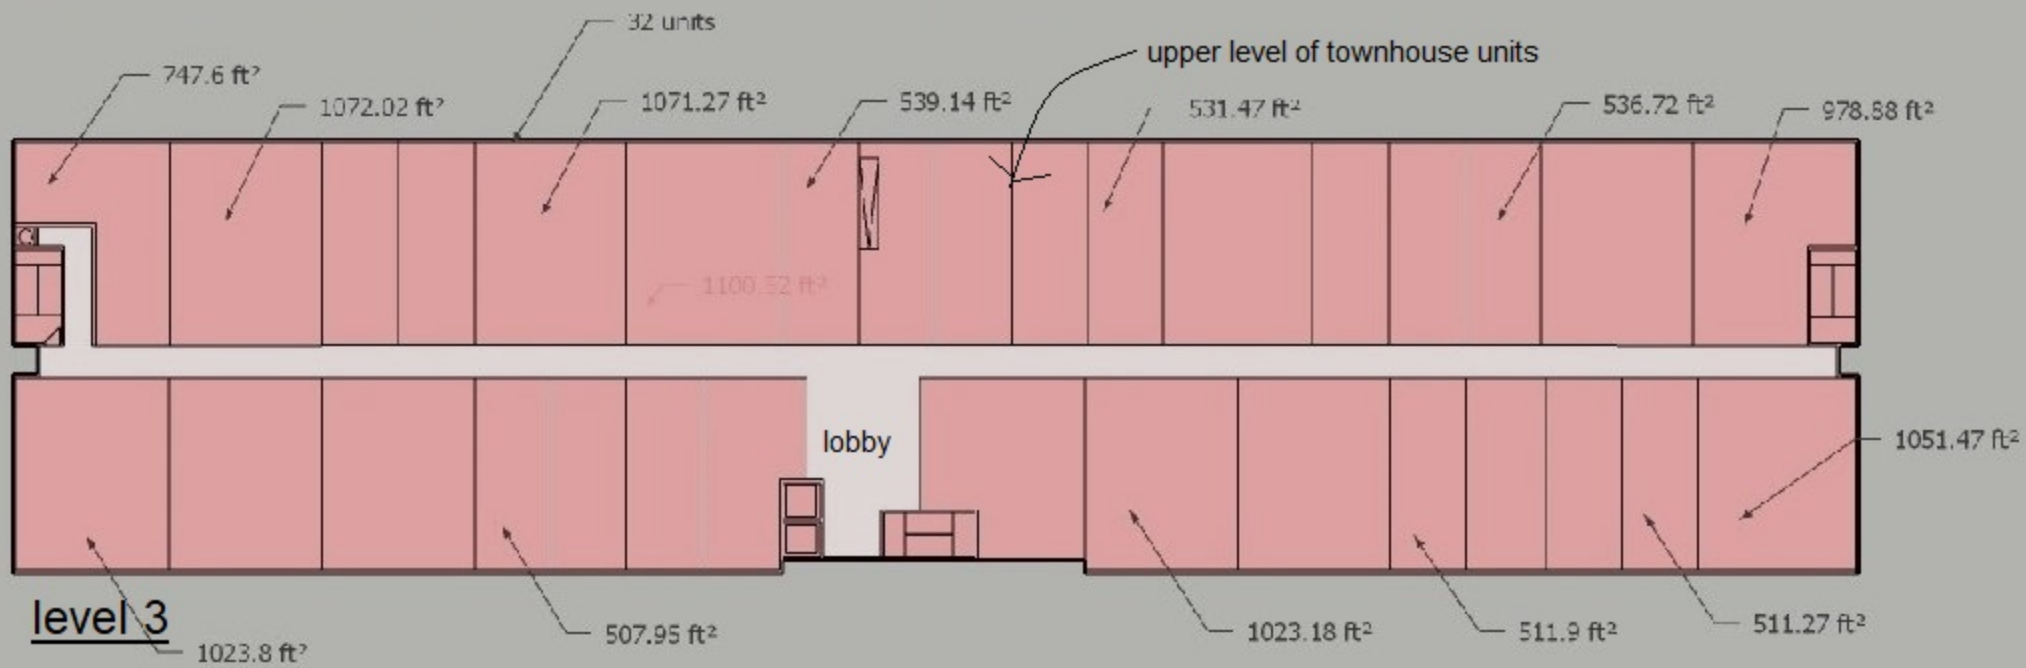 32 units
upper level of townhouse units
747.6 ft²
1072.02 ft²
1071.27 ft²
539.14 ft²
531.47 ft²
536.72 ft²
978.88 ft²
1100.52 ft²
lobby
1051.47 ft²
level 3
1023.8 ft²
507.95 ft²
1023.18 ft²
511.9 ft²
511.27 ft²